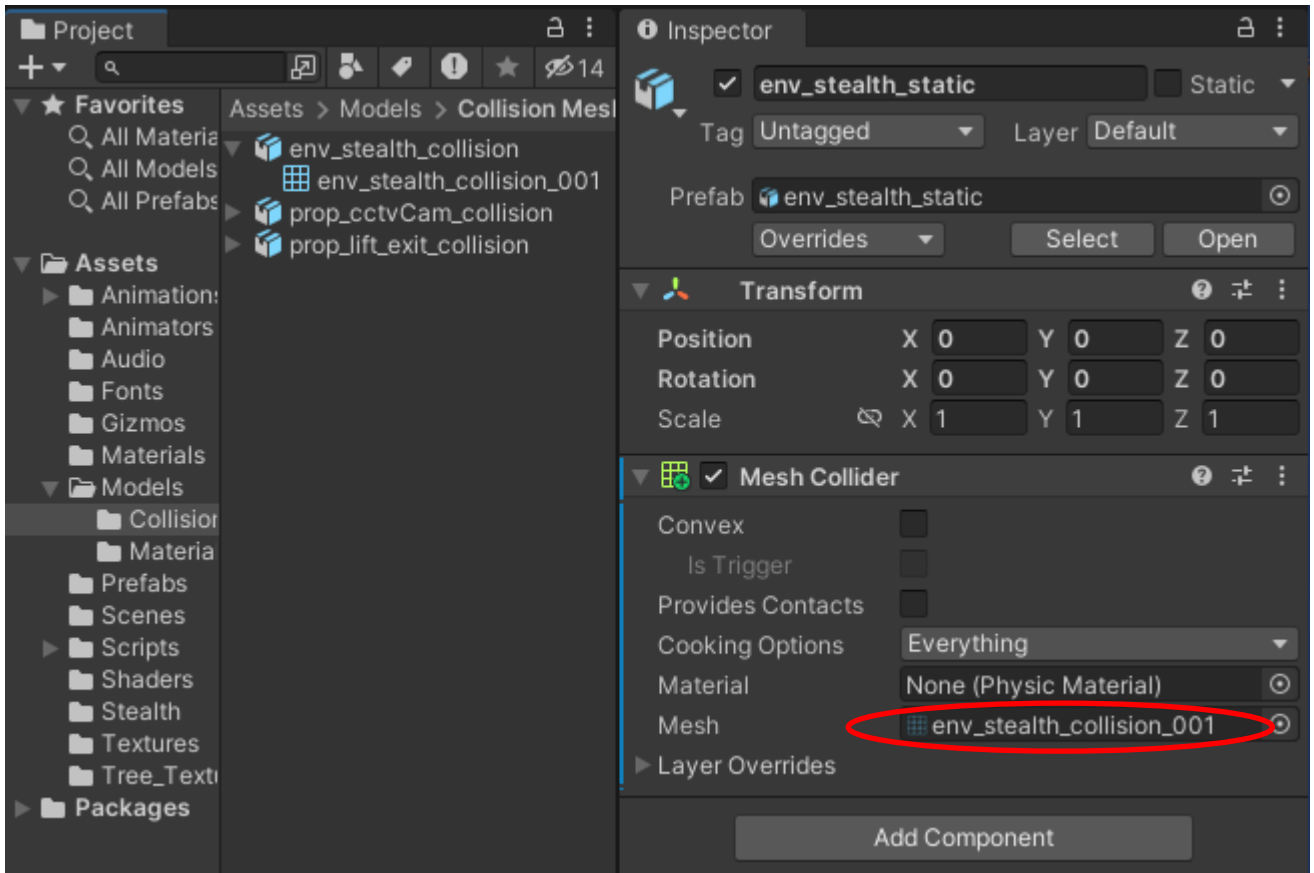 Project
14
Favorites
All Materia
All Models
All Prefabs
Assets
Animations
Animators
Audio
Fonts
Gizmos
Materials
Models
Collision
Materia
Prefabs
Scenes
Scripts
Shaders
Stealth
Textures
Tree_Textu
Packages
Assets > Models > Collision Mesl
env_stealth_collision
env_stealth_collision_001
prop_cctvCam_collision
prop_lift_exit_collision
Inspector
env_stealth_static Static
Tag Untagged Layer Default
Prefab env_stealth_static
Overrides Select Open
Transform
Position X 0 Y 0 Z 0
Rotation X 0 Y 0 Z 0
Scale X 1 Y 1 Z 1
Mesh Collider
Convex
Is Trigger
Provides Contacts
Cooking Options Everything
Material None (Physic Material)
Mesh env_stealth_collision_001
Layer Overrides
Add Component